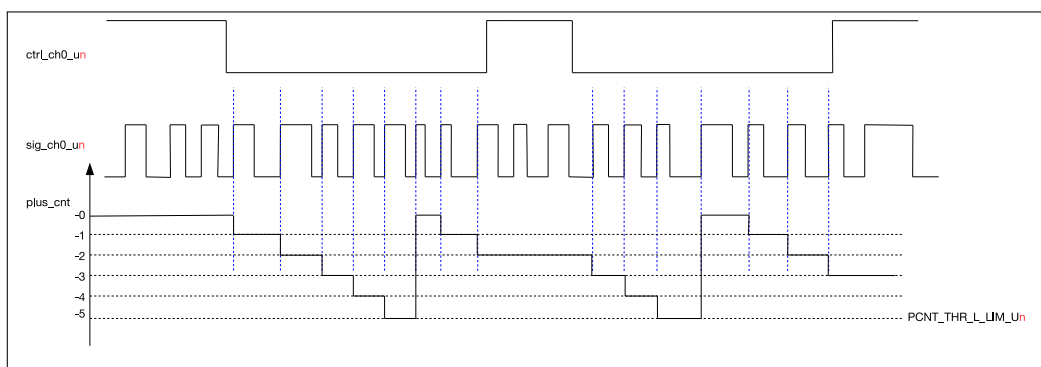 ctrl_ch0_un
sig_ch0_un
plus_cnt
-0
-1
-2
-3
-4
-5
PCNT_THR_L_LIM_Un